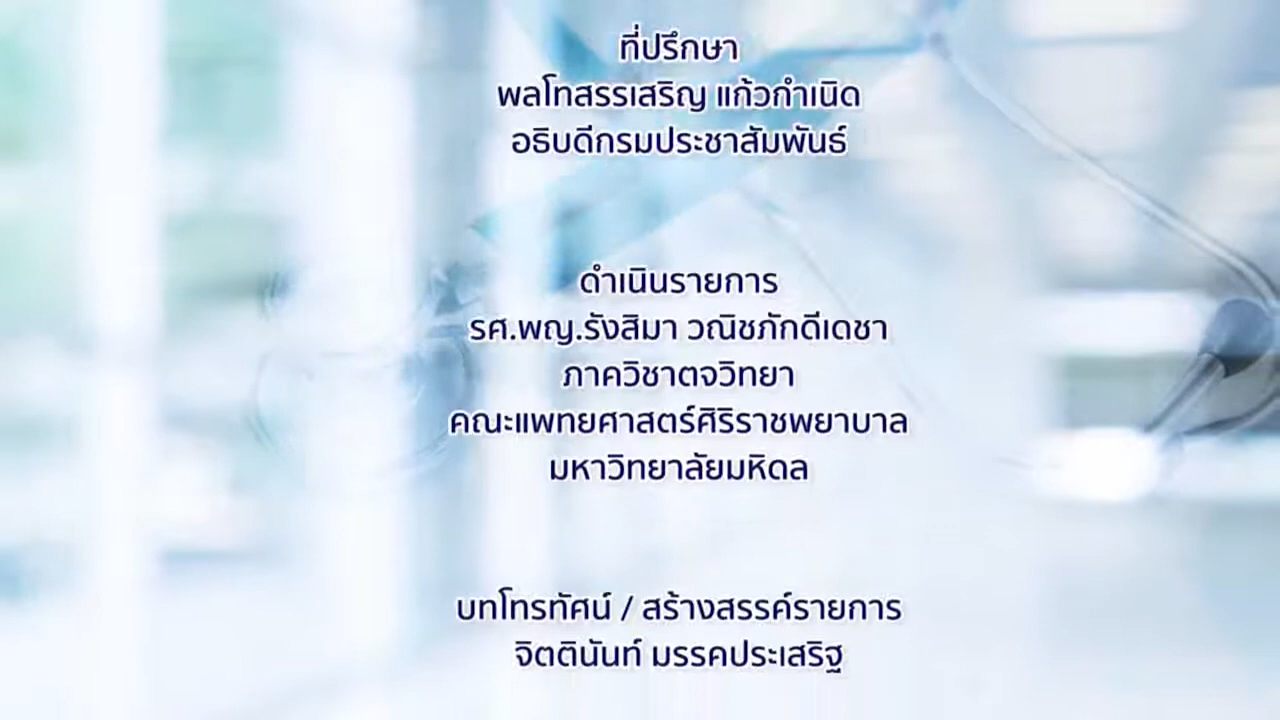 ที่ปรึกษา
พลโทสรรเสริญ แก้วกำเนิด
อธิบดีกรมประชาสัมพันธ์
ดำเนินรายการ
รศ.พญ.รังสิมา วณิชภักดีเดชา
ภาควิชาตจวิทยา
คณะแพทยศาสตร์ศิริราชพยาบาล
มหาวิทยาลัยมหิดล
บทโทรทัศน์ / สร้างสรรค์รายการ
จิตตินันท์ มรรคประเสริฐ